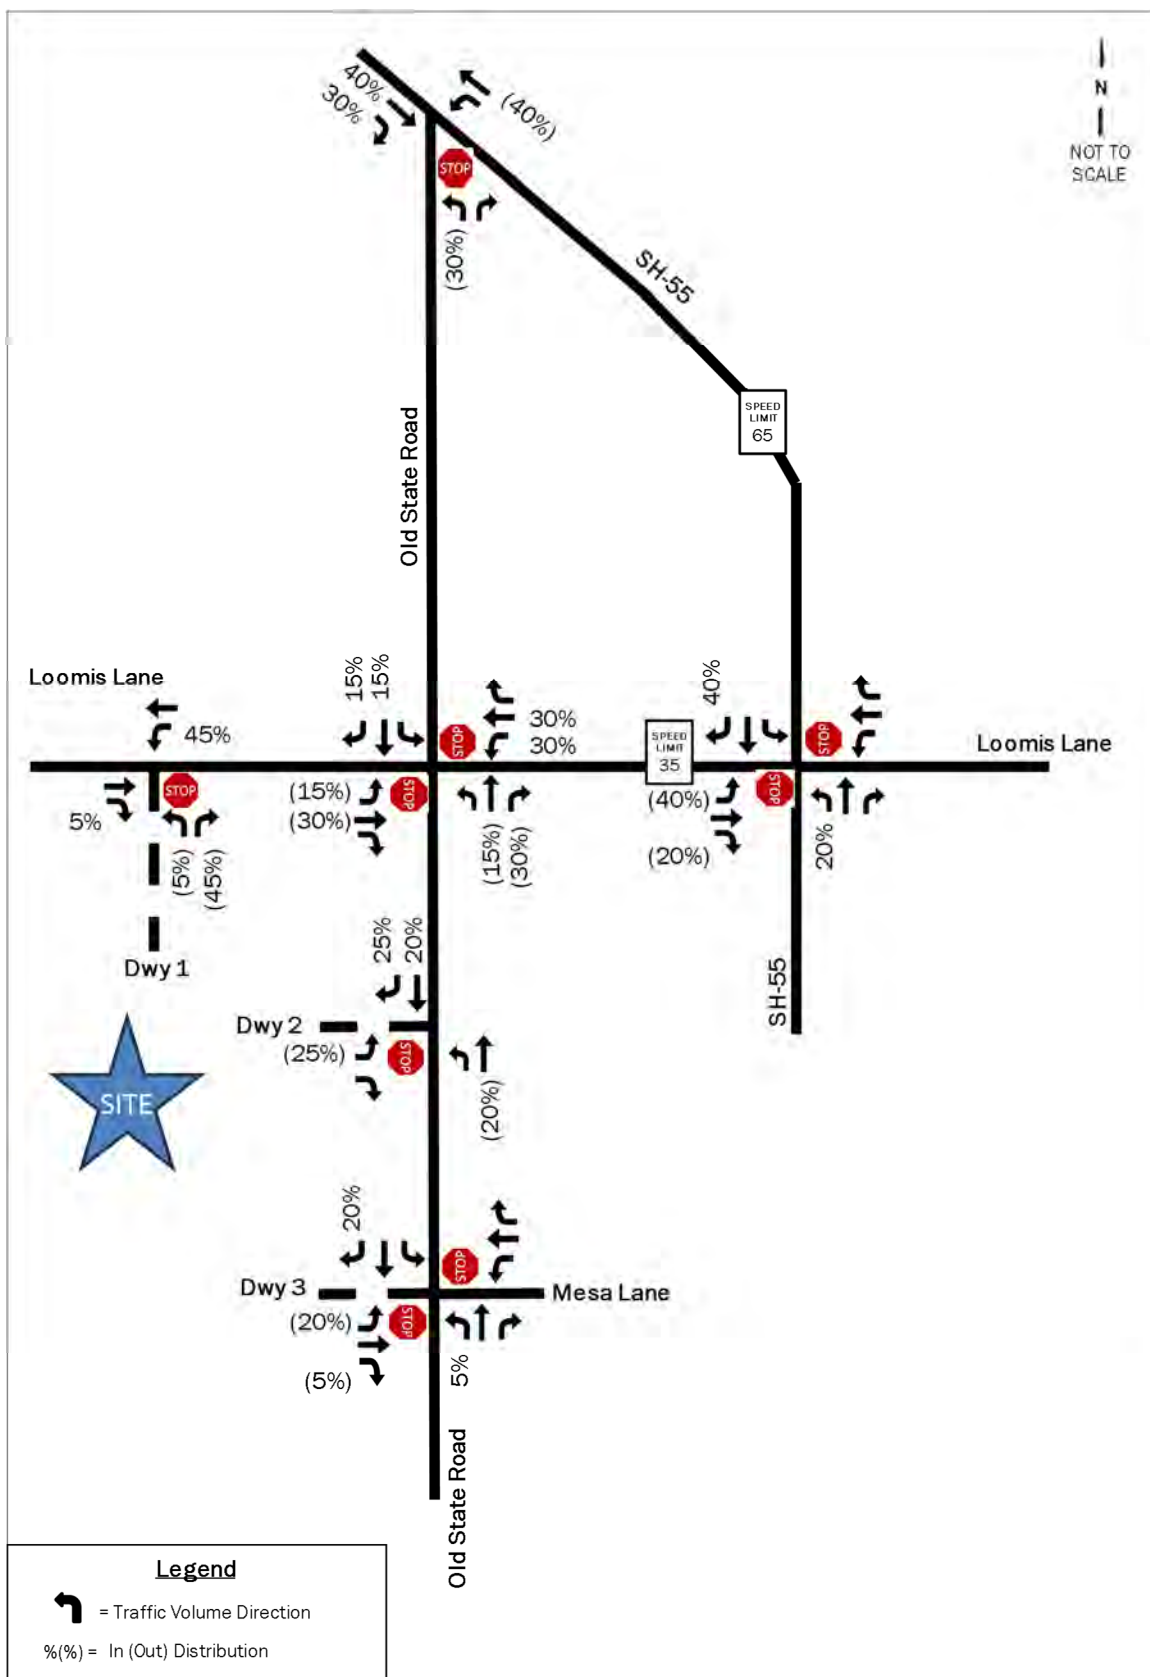 40%
30%
(40%)
N
NOT TO
SCALE
STOP
(30%)
SH-55
SPEED
LIMIT
65
Old State Road
Loomis Lane
45%
15%
15%
STOP
30%
30%
SPEED
LIMIT
35
40%
STOP
Loomis Lane
5%
STOP
(5%)
(45%)
(15%)
(30%)
STOP
(15%)
(30%)
(40%)
(20%)
STOP
20%
Dwy 1
25%
20%
SH-55
Dwy 2
(25%)
STOP
(20%)
SITE
20%
STOP
Dwy 3
Mesa Lane
(20%)
(5%)
STOP
5%
Old State Road
Legend
= Traffic Volume Direction
%(%) = In (Out) Distribution